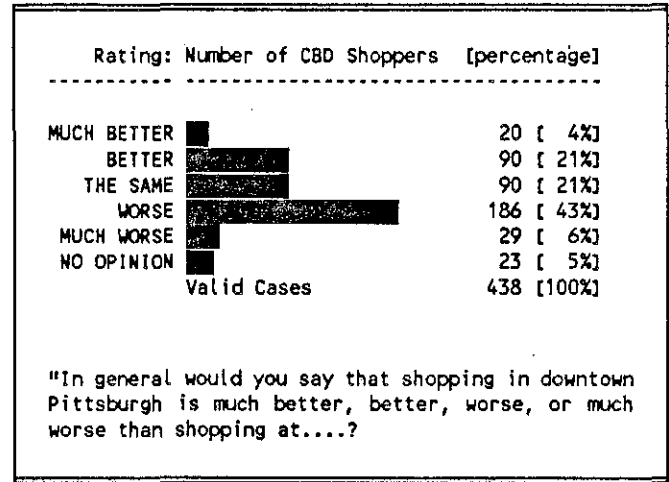 Rating: Number of CBD Shoppers [percentage]
MUCH BETTER 20 [ 4%]
BETTER 90 [ 21%]
THE SAME 90 [ 21%]
WORSE 186 [ 43%]
MUCH WORSE 29 [ 6%]
NO OPINION 23 [ 5%]
Valid Cases 438 [100%]
"In general would you say that shopping in downtown
Pittsburgh is much better, better, worse, or much
worse than shopping at....?